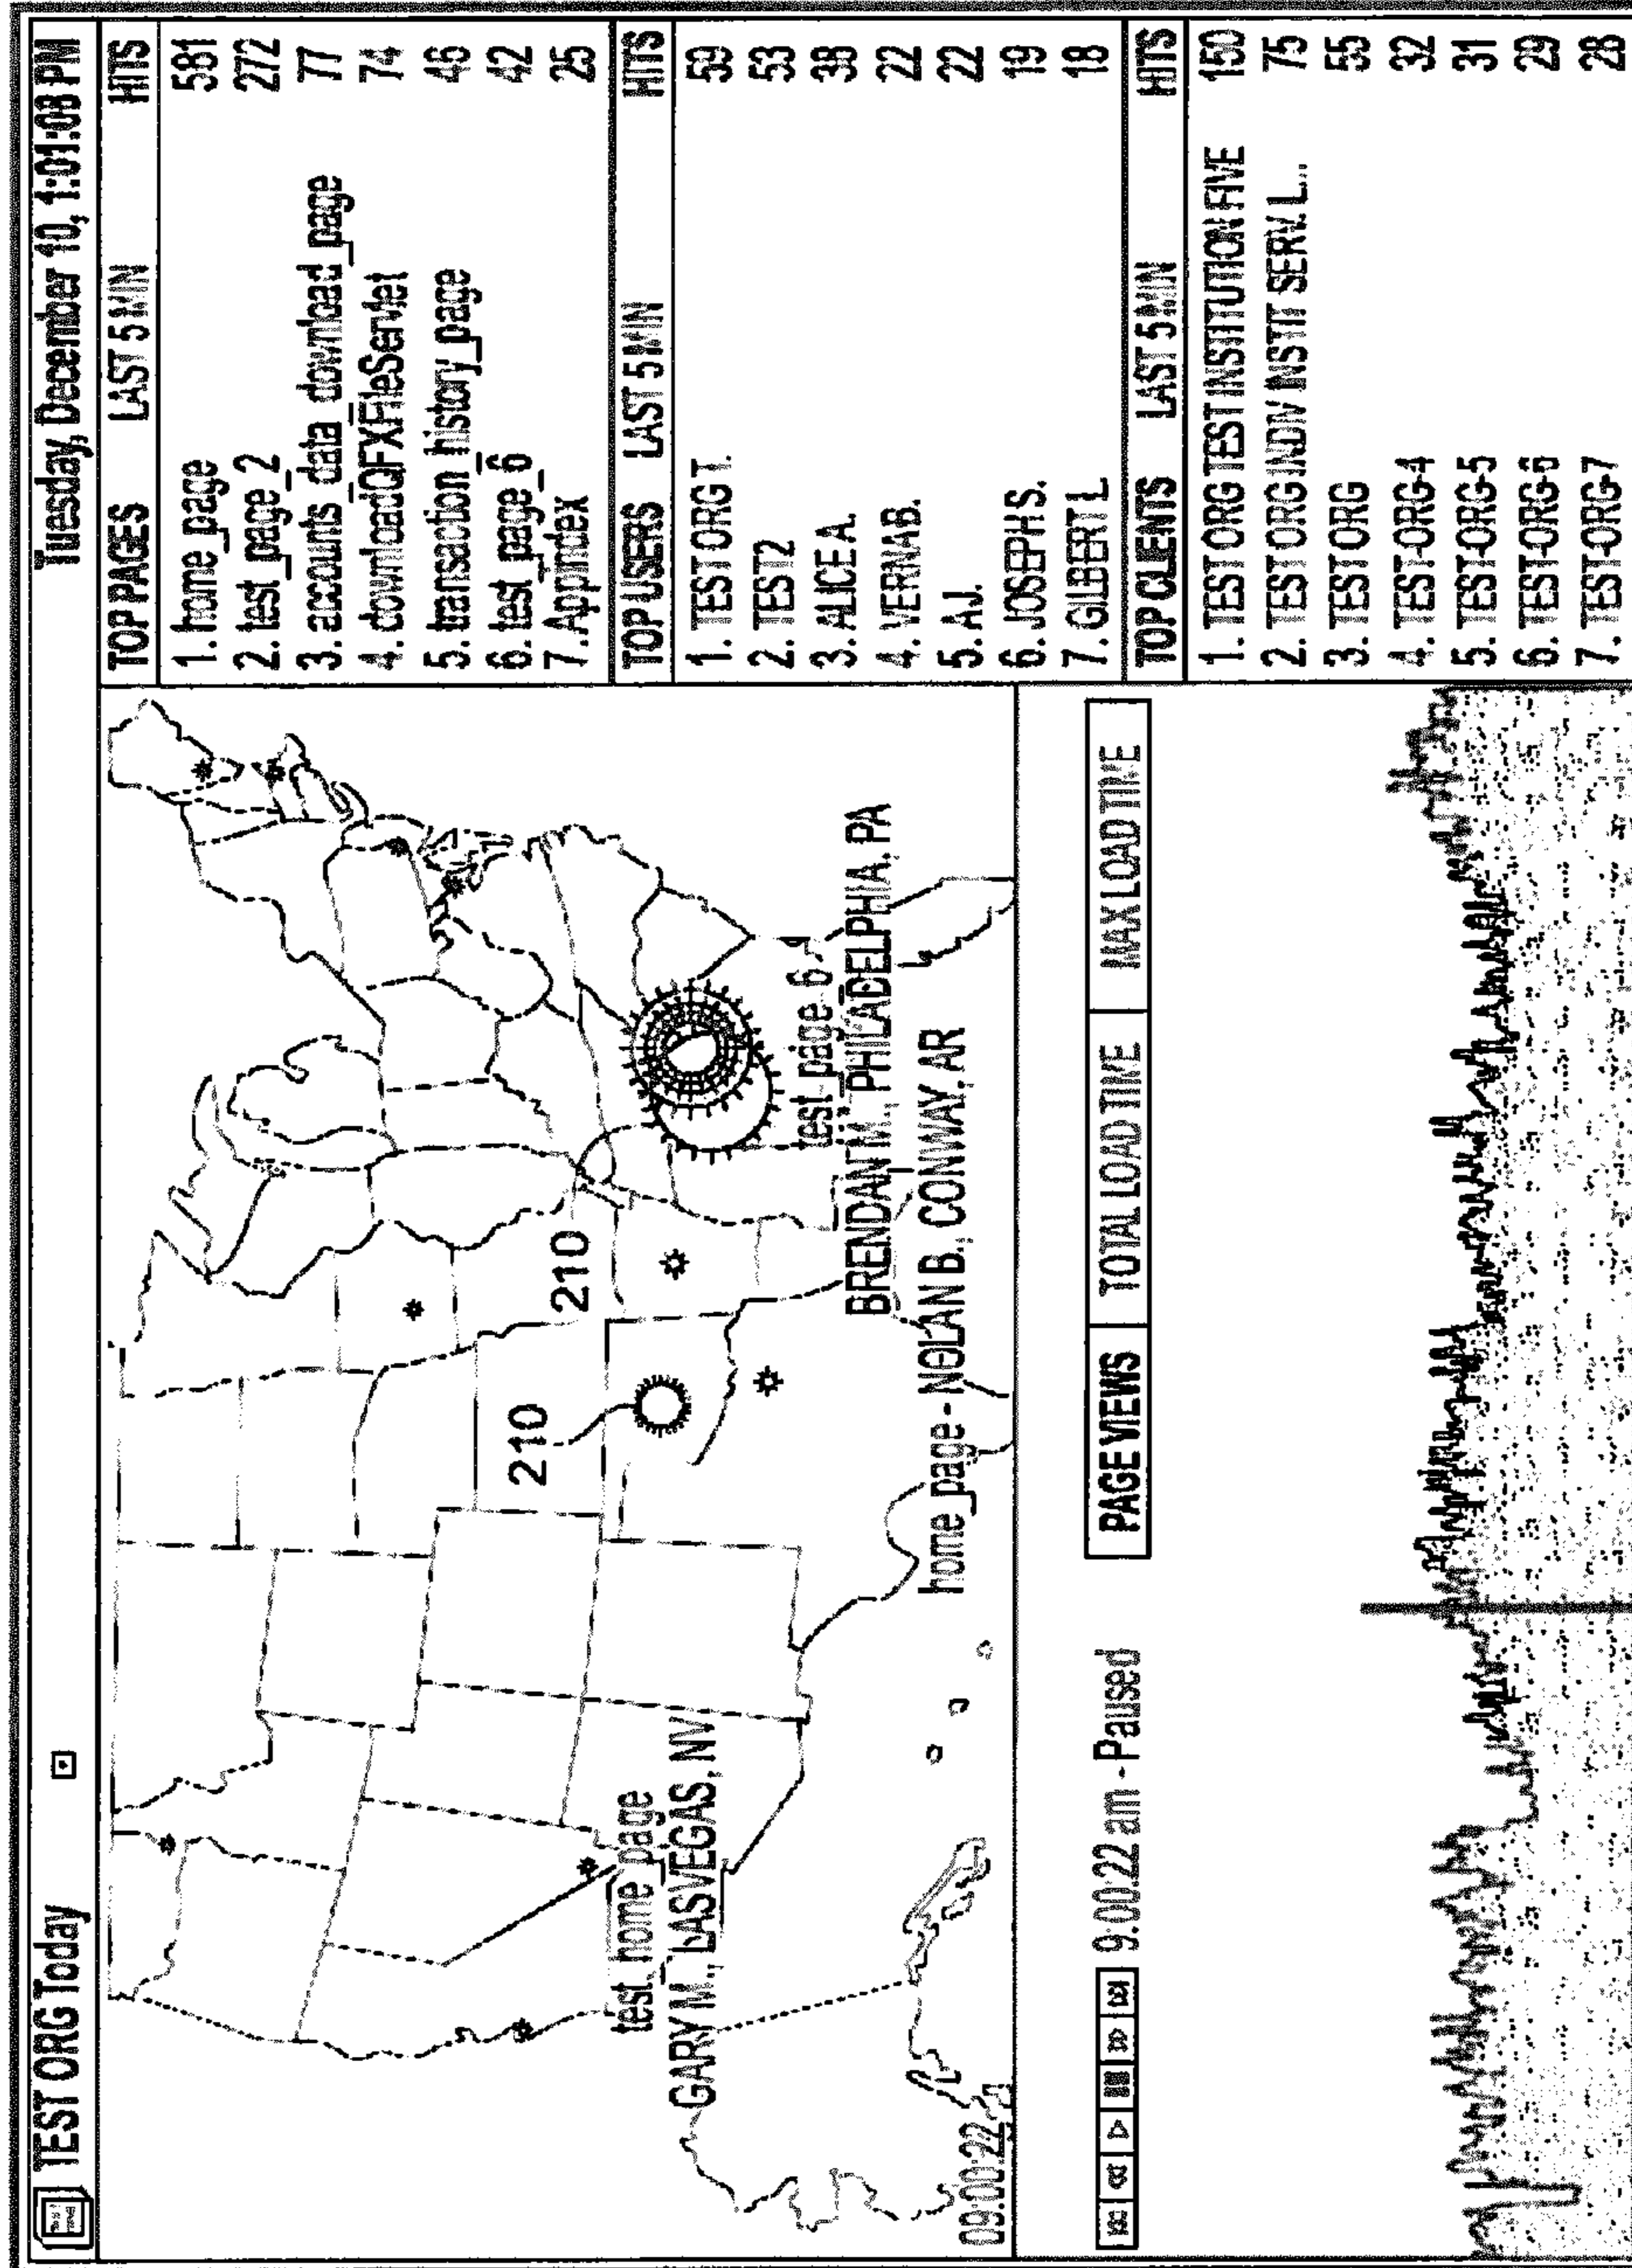 TEST ORG Today
Tuesday, December 10, 1:01:08 PM
TOP PAGES LAST 5 MIN HITS
1. home_page 581
2. test_page_2 272
3. accounts_data_download_page 77
4. downloadQFXFileServlet 74
5. transaction_history_page 46
6. test_page_6 42
7. Appindex 25
TOP USERS LAST 5 MIN HITS
1. TEST ORG T. 59
2. TEST2 53
3. ALICE A. 38
4. VERNA B. 22
5. A J. 22
6. JOSEPH S. 19
7. GILBERT L 18
TOP CLIENTS LAST 5 MIN HITS
1. TEST ORG TEST INSTITUTION FIVE 150
2. TEST ORG INDIV INSTIT SERV. L... 75
3. TEST ORG 55
4. TEST-ORG-4 32
5. TEST-ORG-5 31
6. TEST-ORG-6 29
7. TEST-ORG-7 28
210
210
test_home_page
GARY M., LAS VEGAS, NV
test_page_6 -
BRENDAN M., PHILADELPHIA, PA
home_page - NOLAN B., CONWAY, AR
09:00:22
9:00:22 am - Paused
PAGE VIEWS TOTAL LOAD TIME MAX LOAD TIME